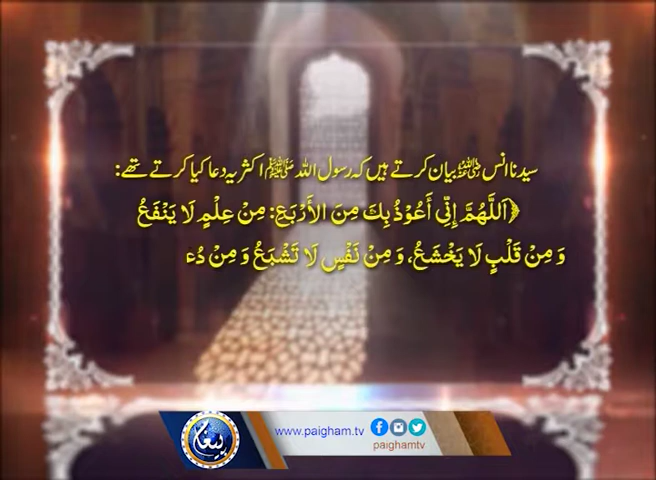 سیدنا انس رضی اللہ عنہ بیان کرتے ہیں کہ رسول اللہ ﷺ اکثر یہ دعا کیا کرتے تھے:
﴿اَللّٰهُمَّ إِنِّى أَعُوْذُ بِكَ مِنَ الأَرْبَعِ: مِنْ عِلْمٍ لَا يَنْفَعُ
وَ مِنْ قَلْبٍ لَا يَخْشَعُ، وَ مِنْ نَفْسٍ لَا تَشْبَعُ وَ مِنْ دُء
پیغام
www.paigham.tv
paighamtv